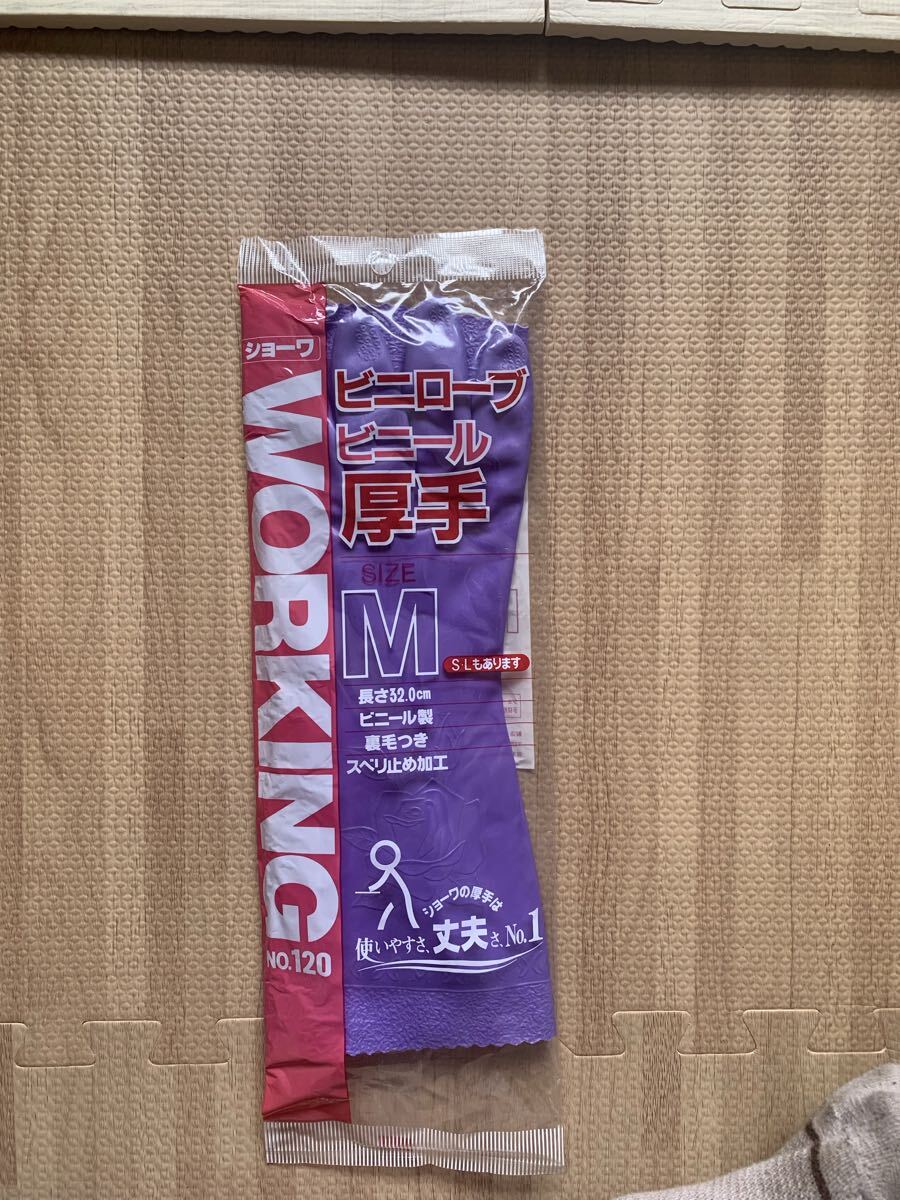 ショーワ
WORKING
NO.120
ビニローブ
ビニール
厚手
SIZE
M
S・Lもあります
長さ32.0cm
ビニール製
裏毛つき
スベリ止め加工
ショーワの厚手は
使いやすさ、丈夫さ、No.1